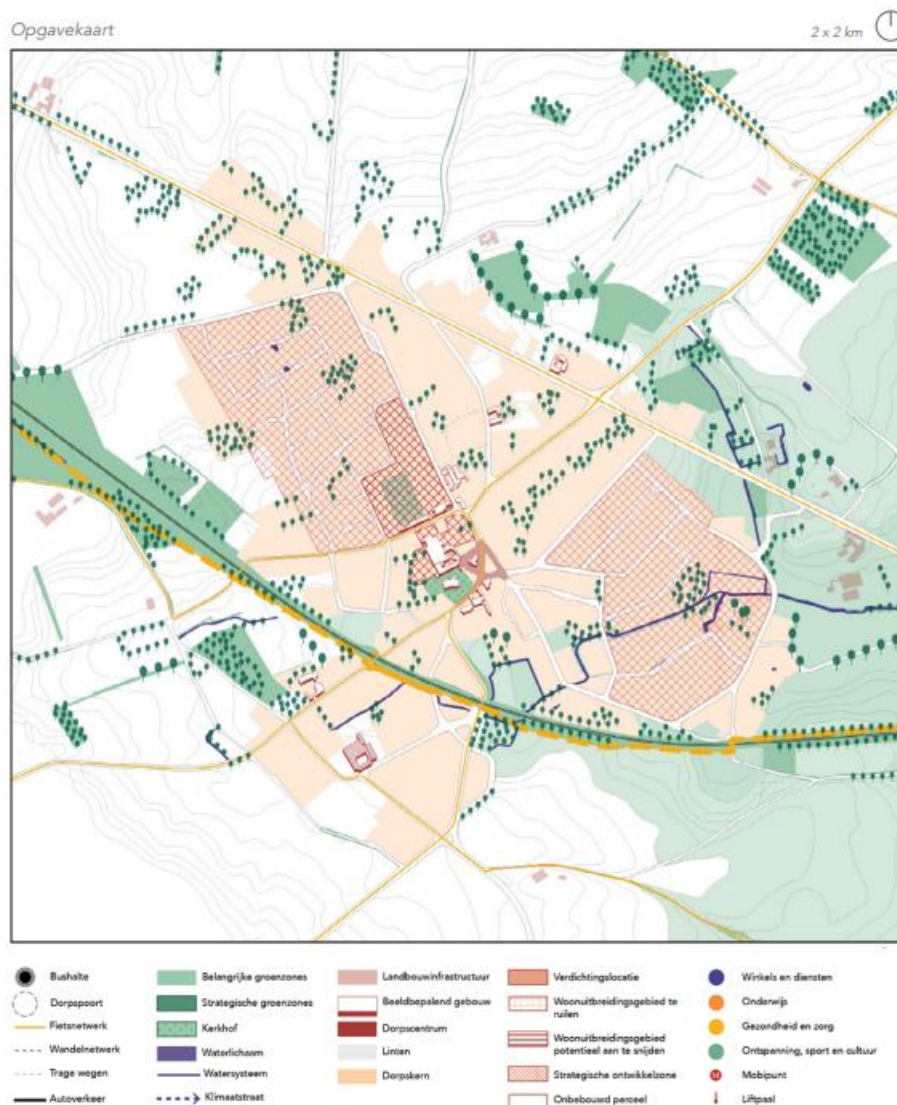 Opgavekaart
2 x 2 km
Bushalte
Dorpspoort
Fietsnetwerk
Wandelnetwerk
Trage wegen
Autoverkeer
Belangrijke groenzones
Strategische groenzones
Kerkhof
Waterlichaam
Watersysteem
Klimaatstraat
Landbouwinfrastructuur
Beeldbepalend gebouw
Dorpscentrum
Linten
Dorpskern
Verdichtingslocatie
Woonuitbreidingsgebied te
ruilen
Woonuitbreidingsgebied
potentieel aan te snijden
Strategische ontwikkelzone
Onbebouwd perceel
Winkels en diensten
Onderwijs
Gezondheid en zorg
Ontspanning, sport en cultuur
Mobipunt
Liftpaal